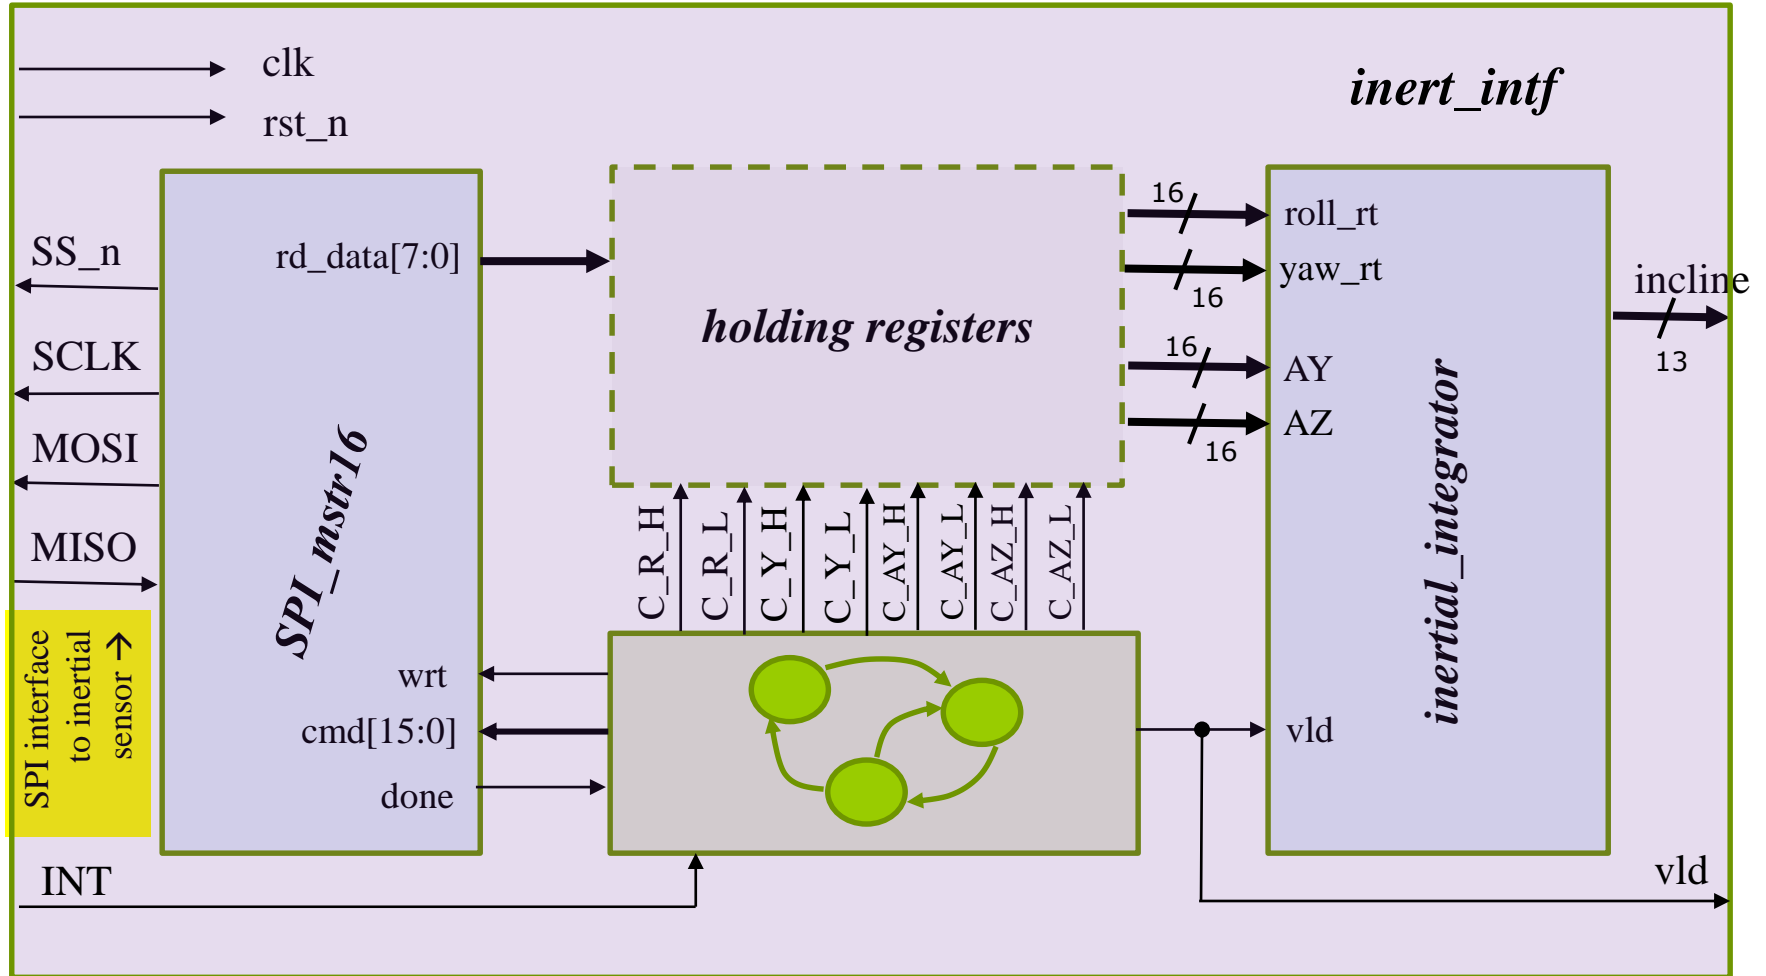 clk
rst_n
inert_intf
SS_n
SCLK
MOSI
MISO
SPI interface
to inertial
sensor →
INT
rd_data[7:0]
SPI_mstr16
wrt
cmd[15:0]
done
holding registers
C_R_H
C_R_L
C_Y_H
C_Y_L
C_AY_H
C_AY_L
C_AZ_H
C_AZ_L
16
16
16
16
roll_rt
yaw_rt
AY
AZ
inertial_integrator
vld
incline
13
vld